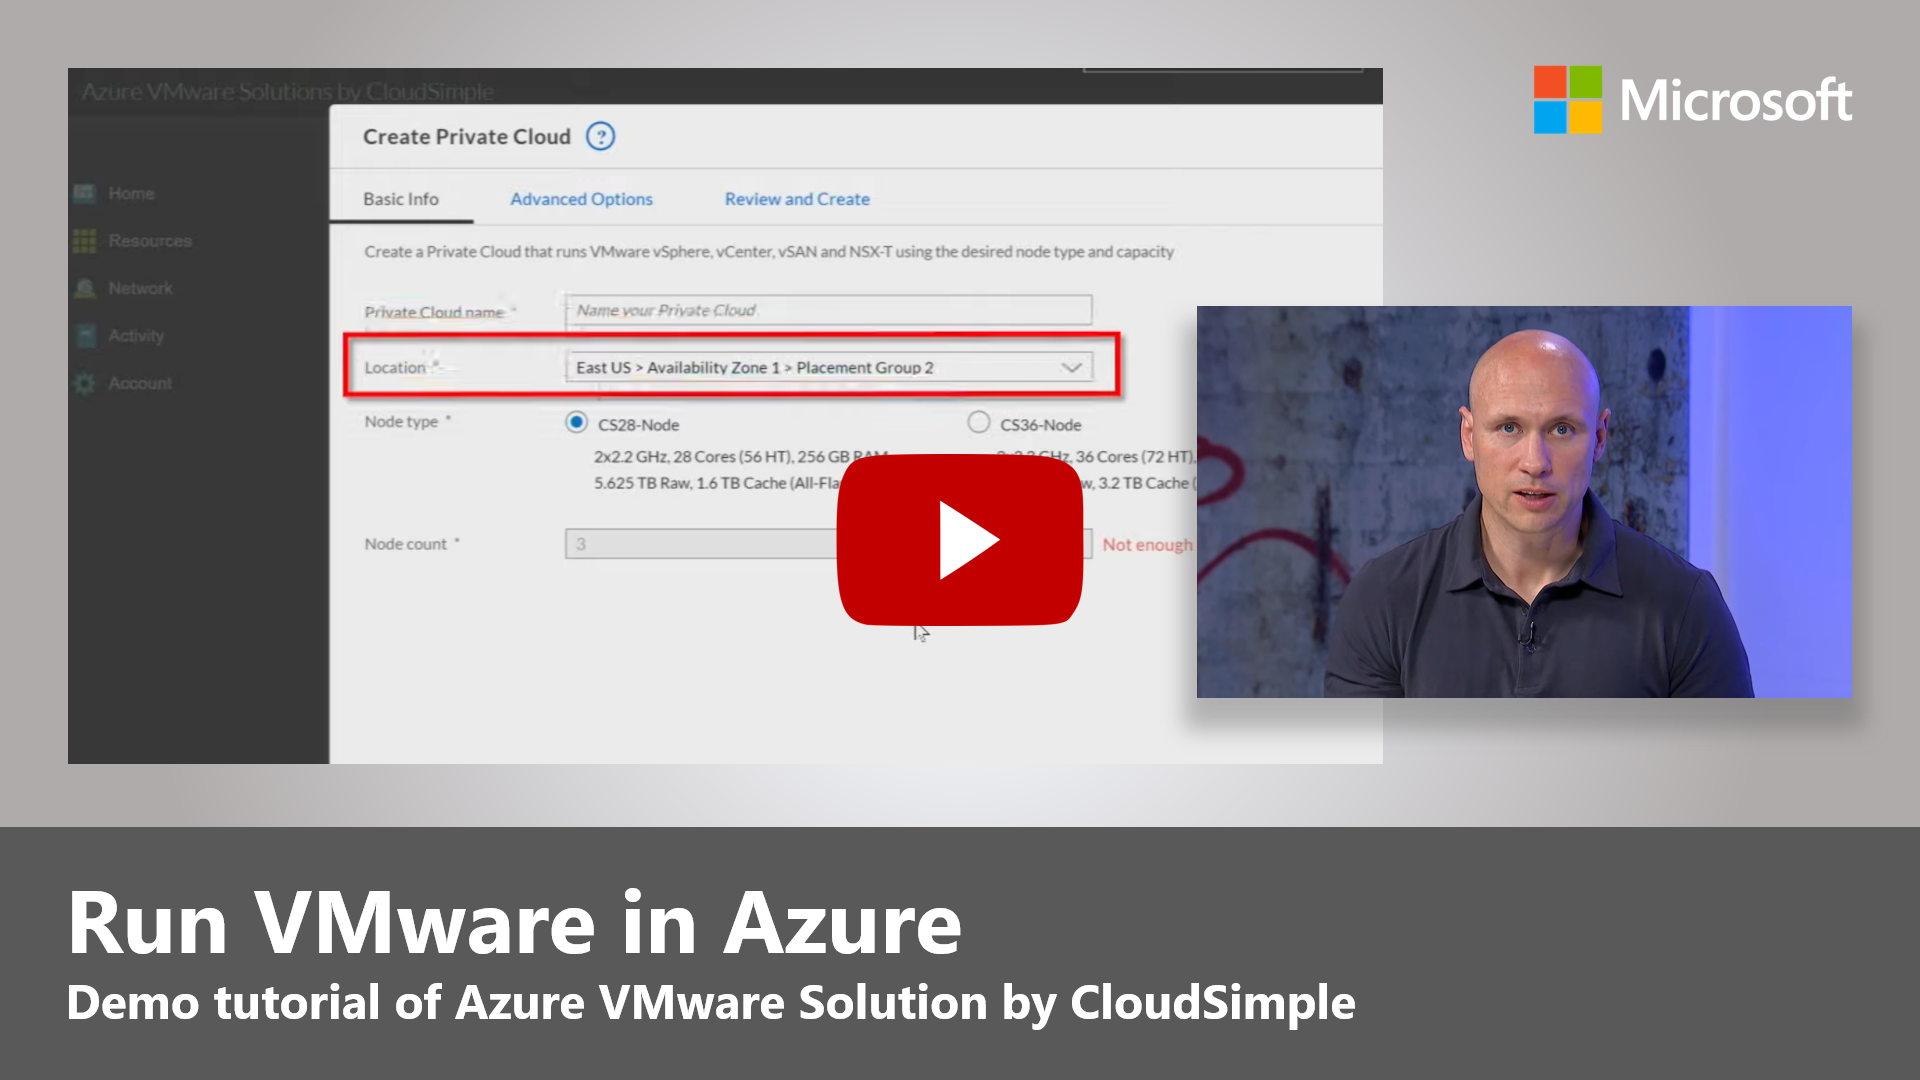 Azure VMware Solutions by CloudSimple
Microsoft
Create Private Cloud ?
Basic Info Advanced Options Review and Create
Home
Resources
Network
Activity
Account
Create a Private Cloud that runs VMware vSphere, vCenter, vSAN and NSX-T using the desired node type and capacity
Private Cloud name * Name your Private Cloud
Location * East US > Availability Zone 1 > Placement Group 2
Node type * CS28-Node CS36-Node
2x2.2 GHz, 28 Cores (56 HT), 256 GB RAM GHz, 36 Cores (72 HT),
5.625 TB Raw, 1.6 TB Cache (All-Fla w, 3.2 TB Cache (
Node count * 3 Not enough
Run VMware in Azure
Demo tutorial of Azure VMware Solution by CloudSimple